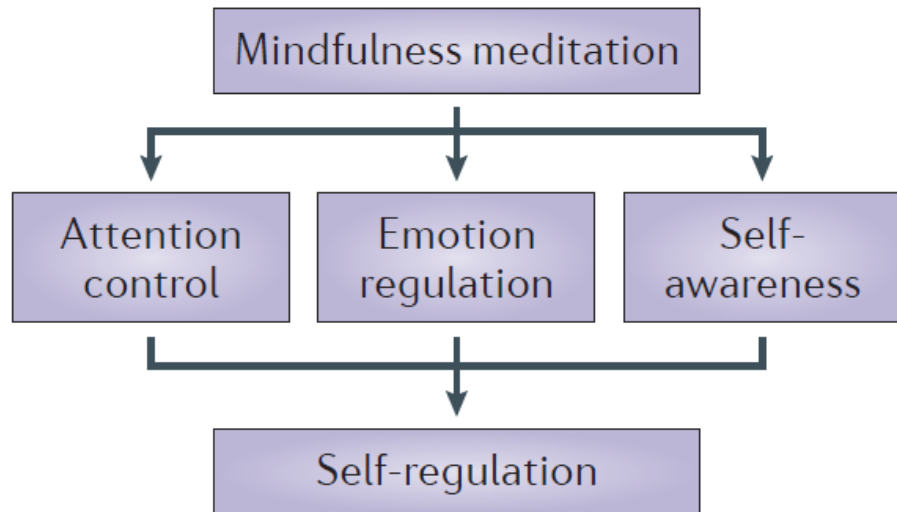 Mindfulness meditation
Attention
control
Emotion
regulation
Self-
awareness
Self-regulation